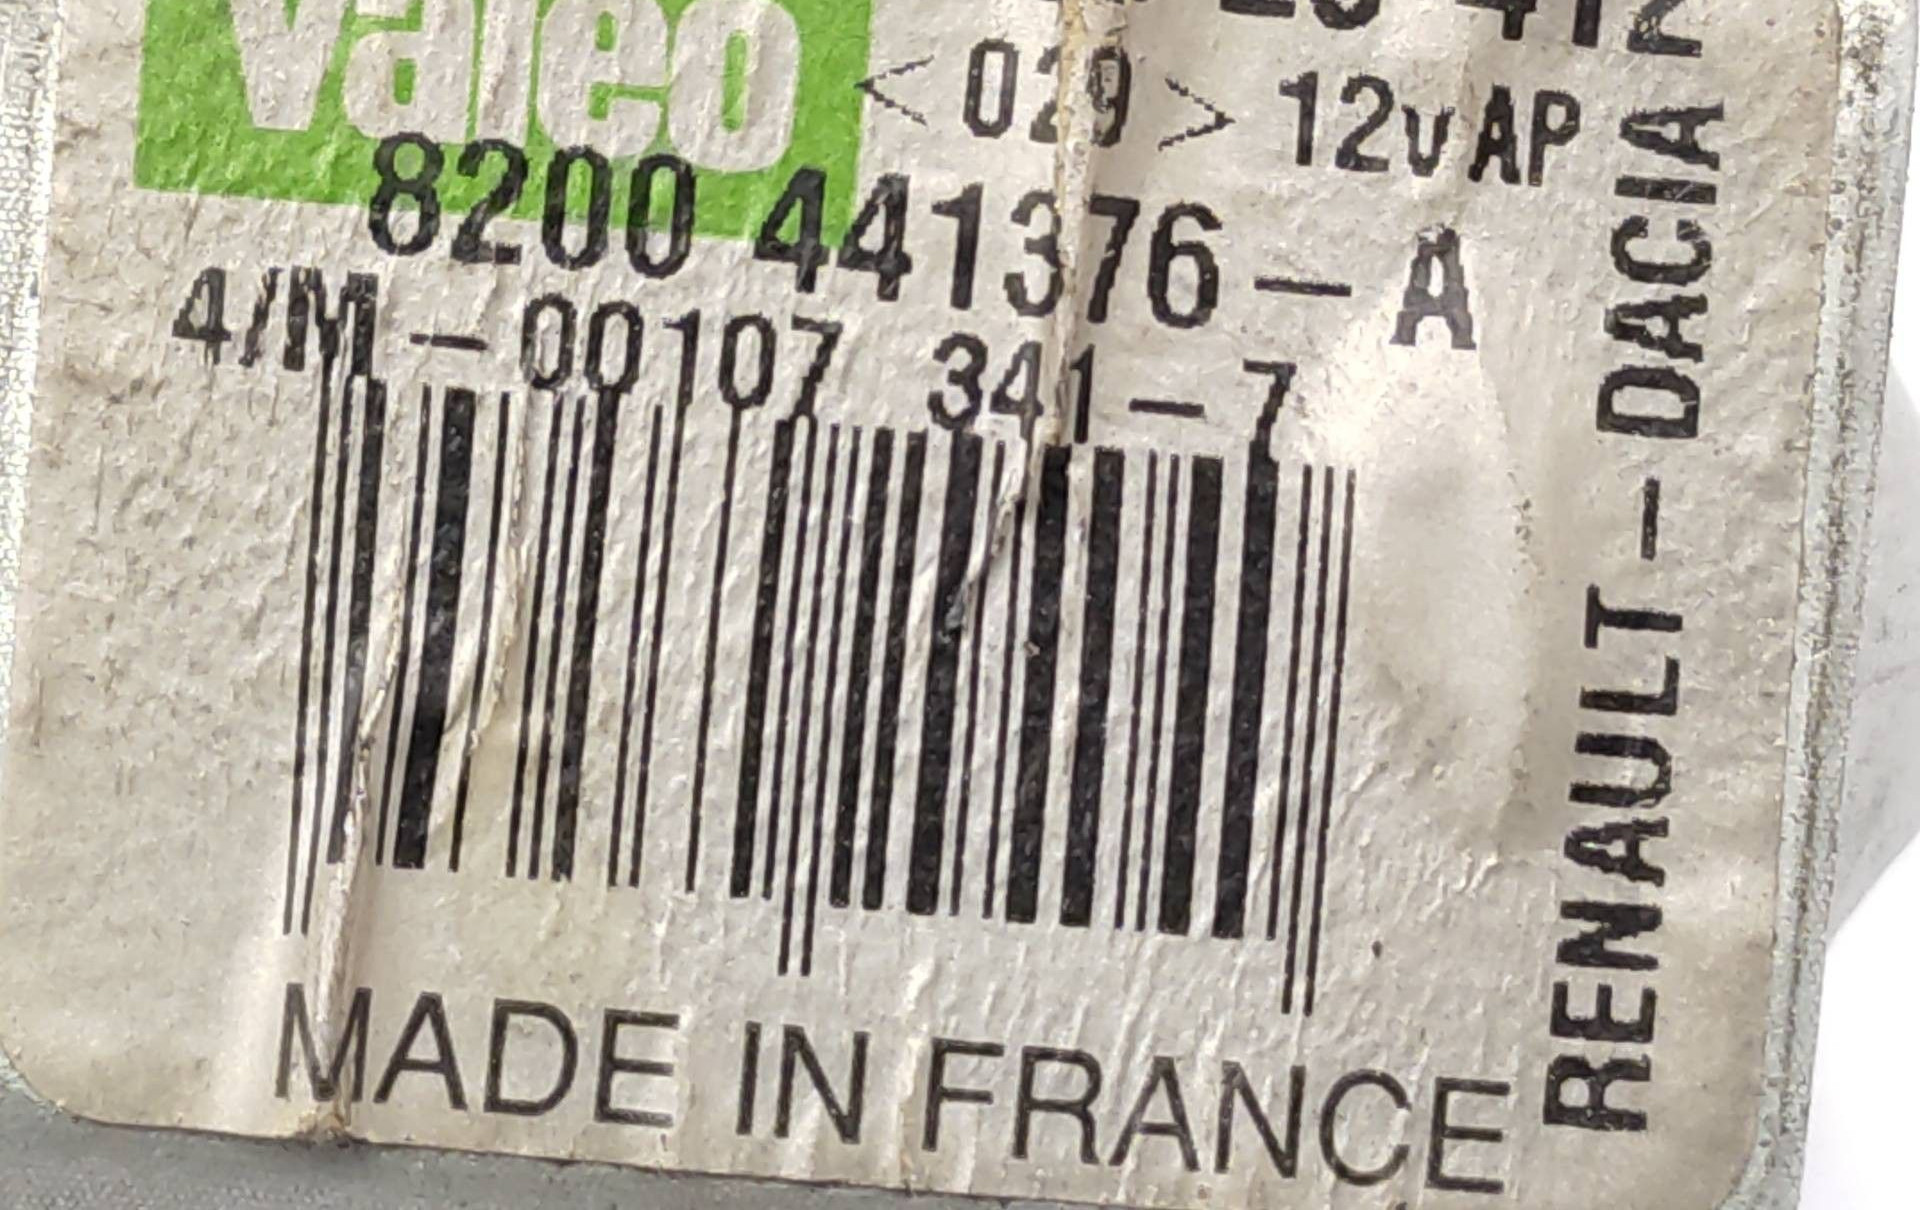 valeo
<029> 12v AP
8200 441376-A
4/M-00107 341-7
MADE IN FRANCE
RENAULT-DACIA